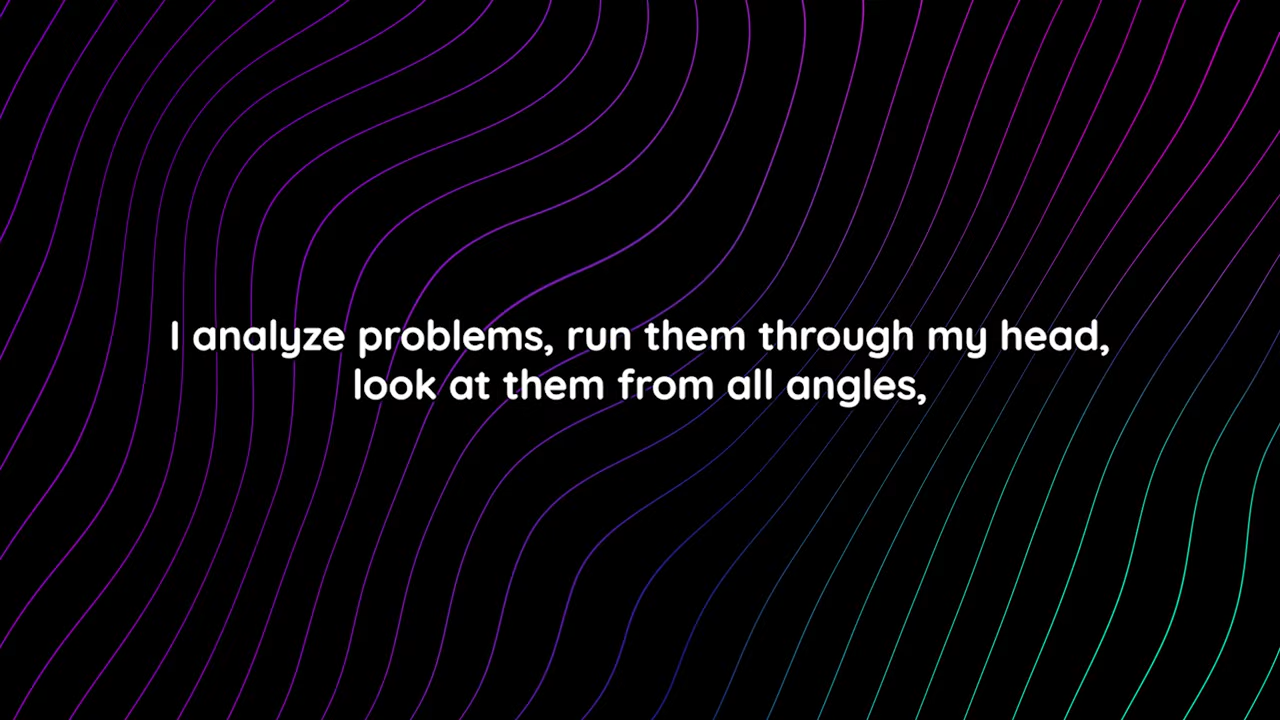 I analyze problems, run them through my head,
look at them from all angles,